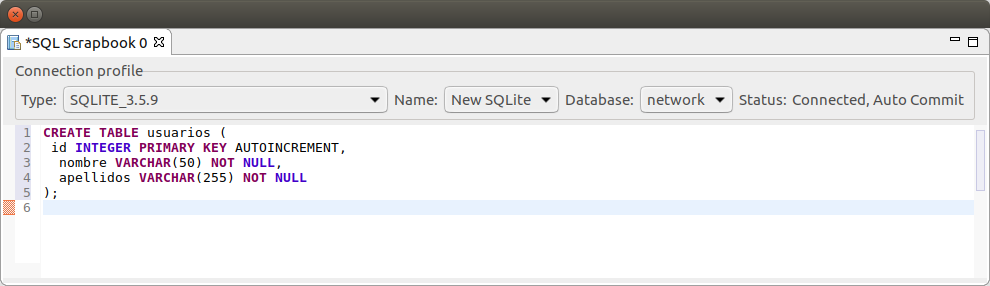 *SQL Scrapbook 0
Connection profile
Type: SQLITE_3.5.9 Name: New SQLite Database: network Status: Connected, Auto Commit
1 CREATE TABLE usuarios (
2 id INTEGER PRIMARY KEY AUTOINCREMENT,
3 nombre VARCHAR(50) NOT NULL,
4 apellidos VARCHAR(255) NOT NULL
5 );
6